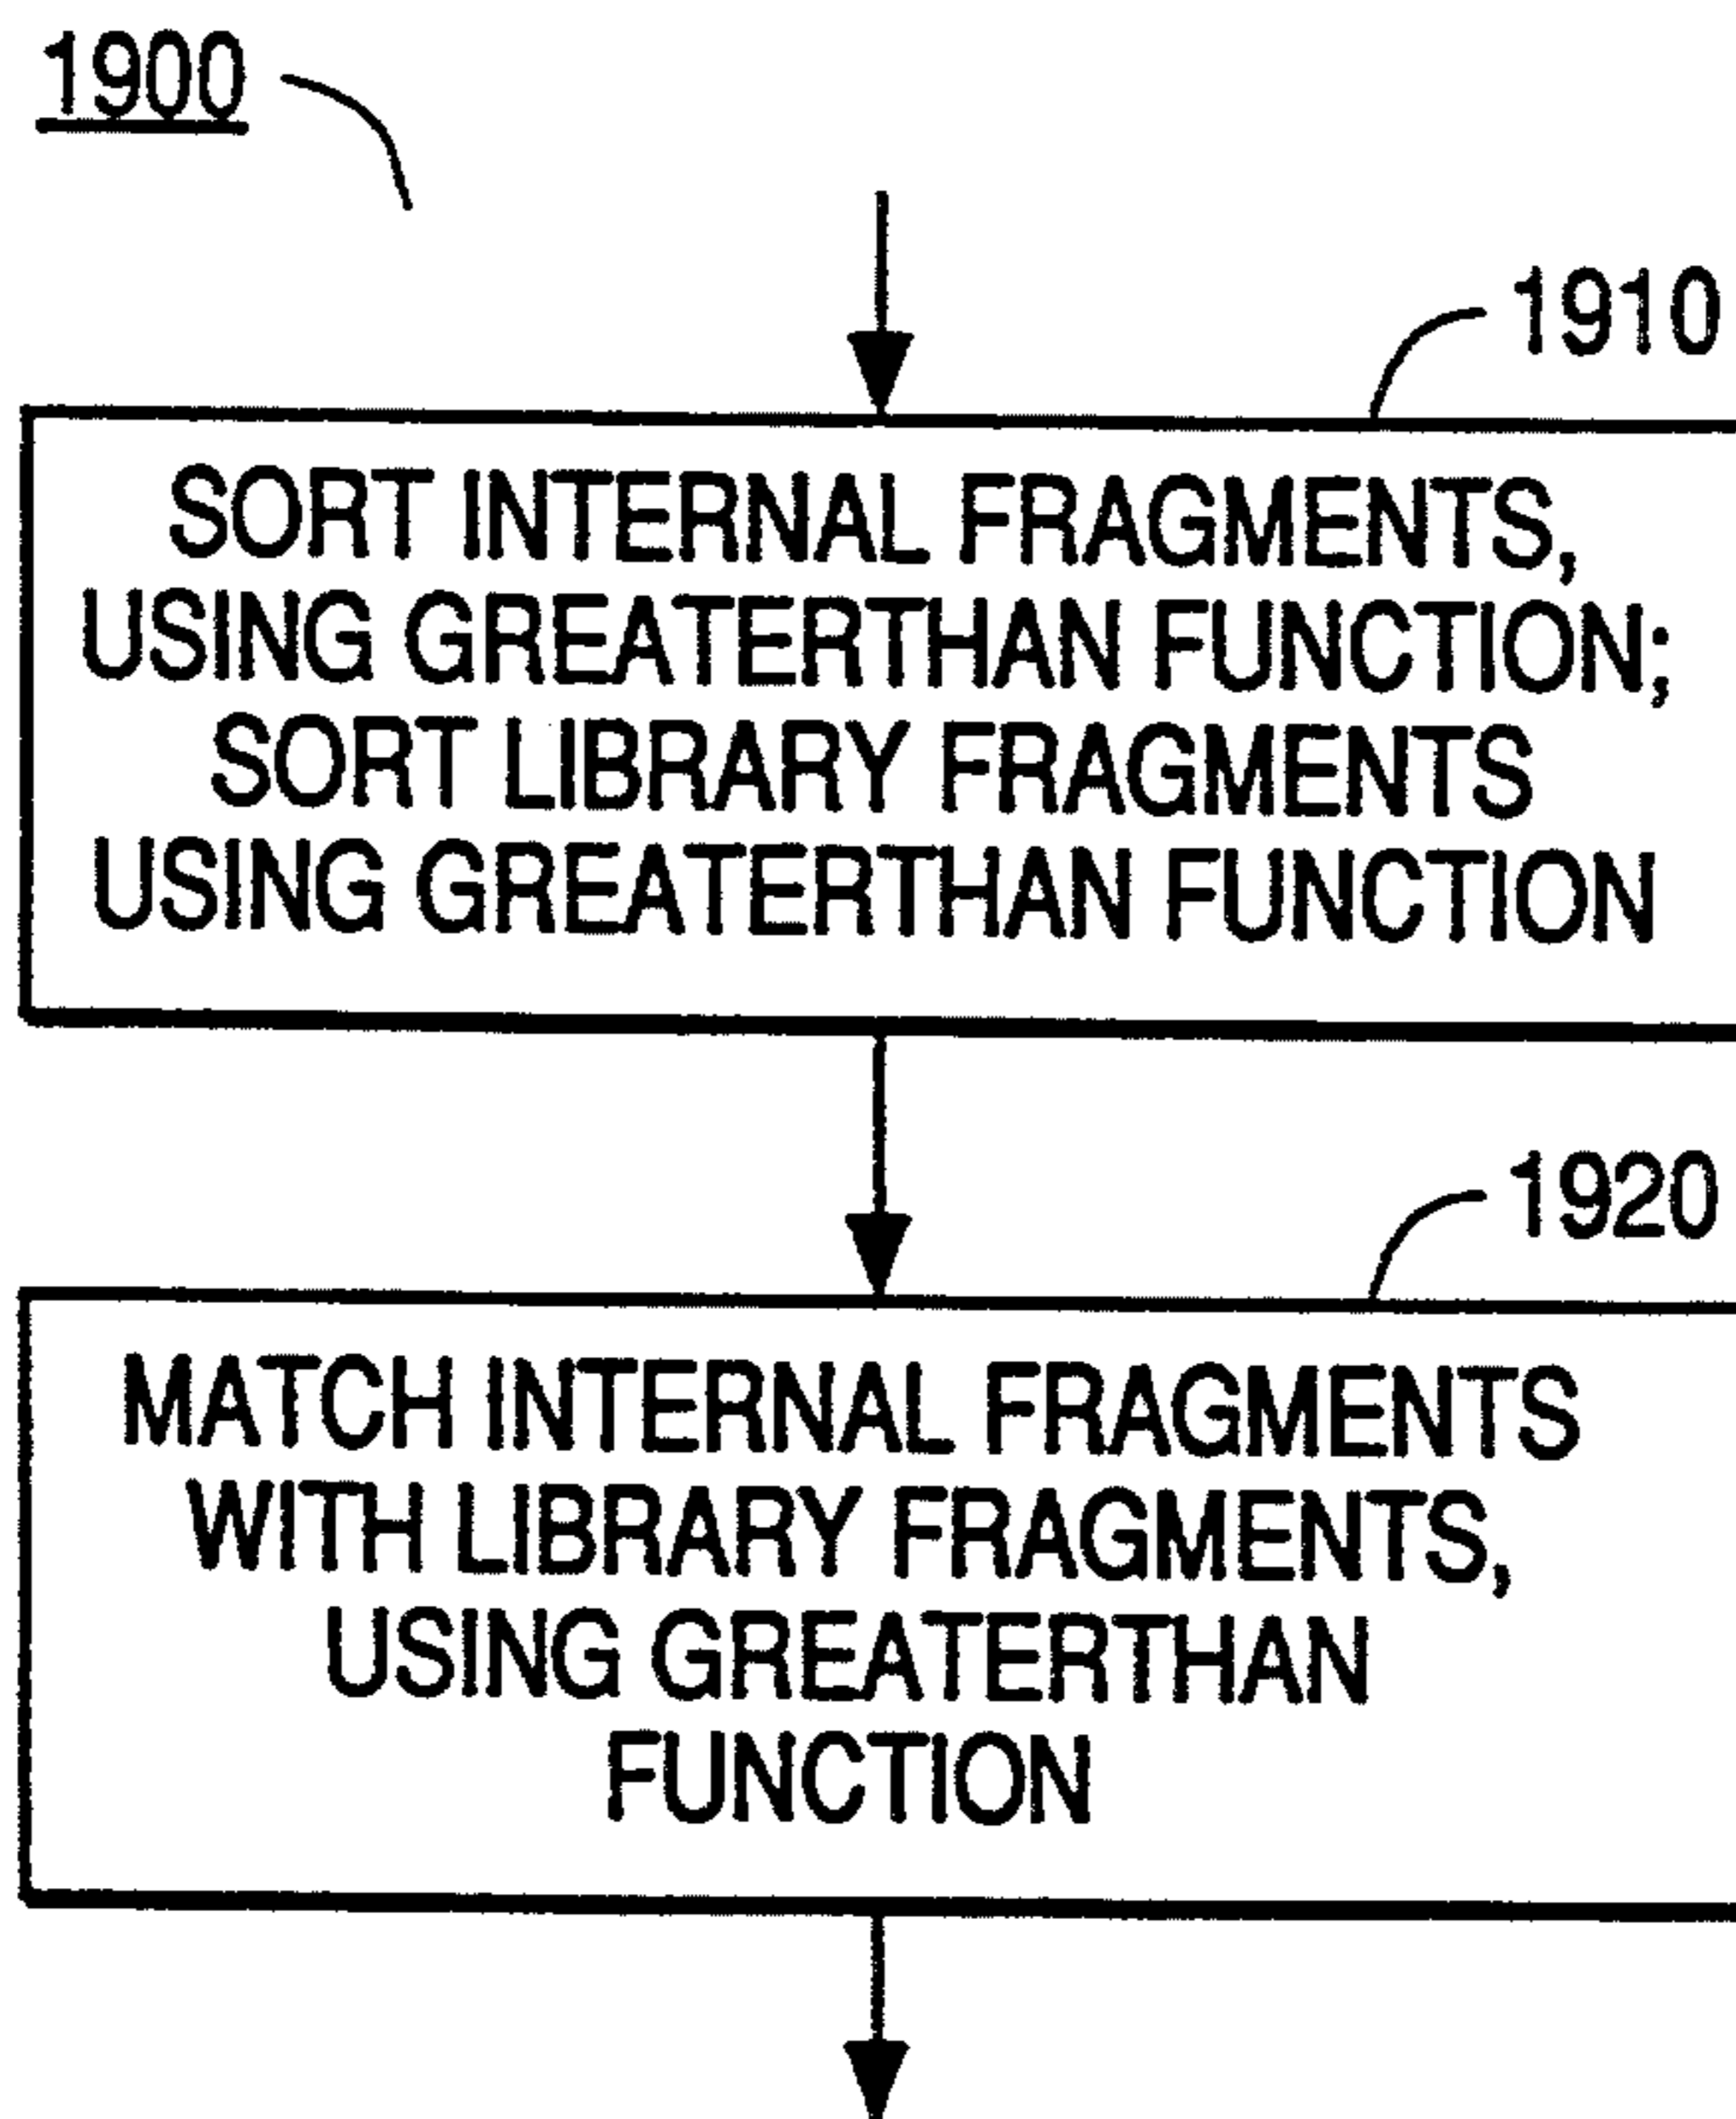 1900
1910
SORT INTERNAL FRAGMENTS,
USING GREATERTHAN FUNCTION;
SORT LIBRARY FRAGMENTS
USING GREATERTHAN FUNCTION
1920
MATCH INTERNAL FRAGMENTS
WITH LIBRARY FRAGMENTS,
USING GREATERTHAN
FUNCTION